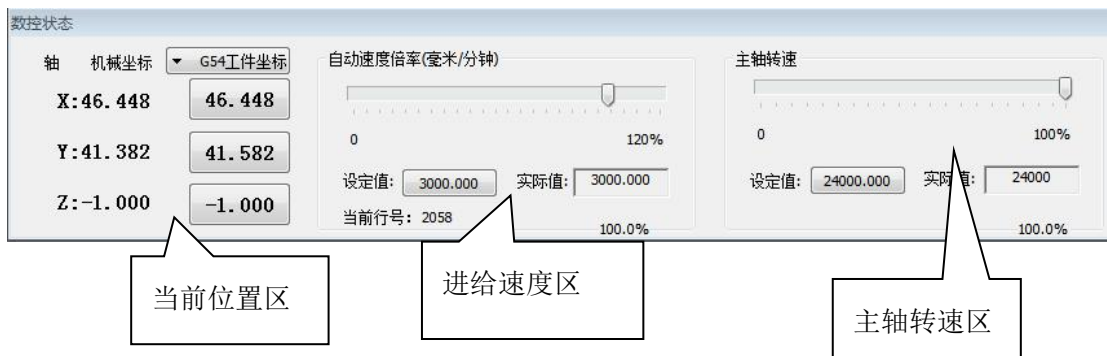 数控状态
轴 机械坐标 G54工件坐标
X:46.448 46.448
Y:41.382 41.582
Z:-1.000 -1.000
自动速度倍率(毫米/分钟)
0 120%
设定值: 3000.000 实际值: 3000.000
当前行号: 2058 100.0%
主轴转速
0 100%
设定值: 24000.000 实际值: 24000
100.0%
当前位置区
进给速度区
主轴转速区